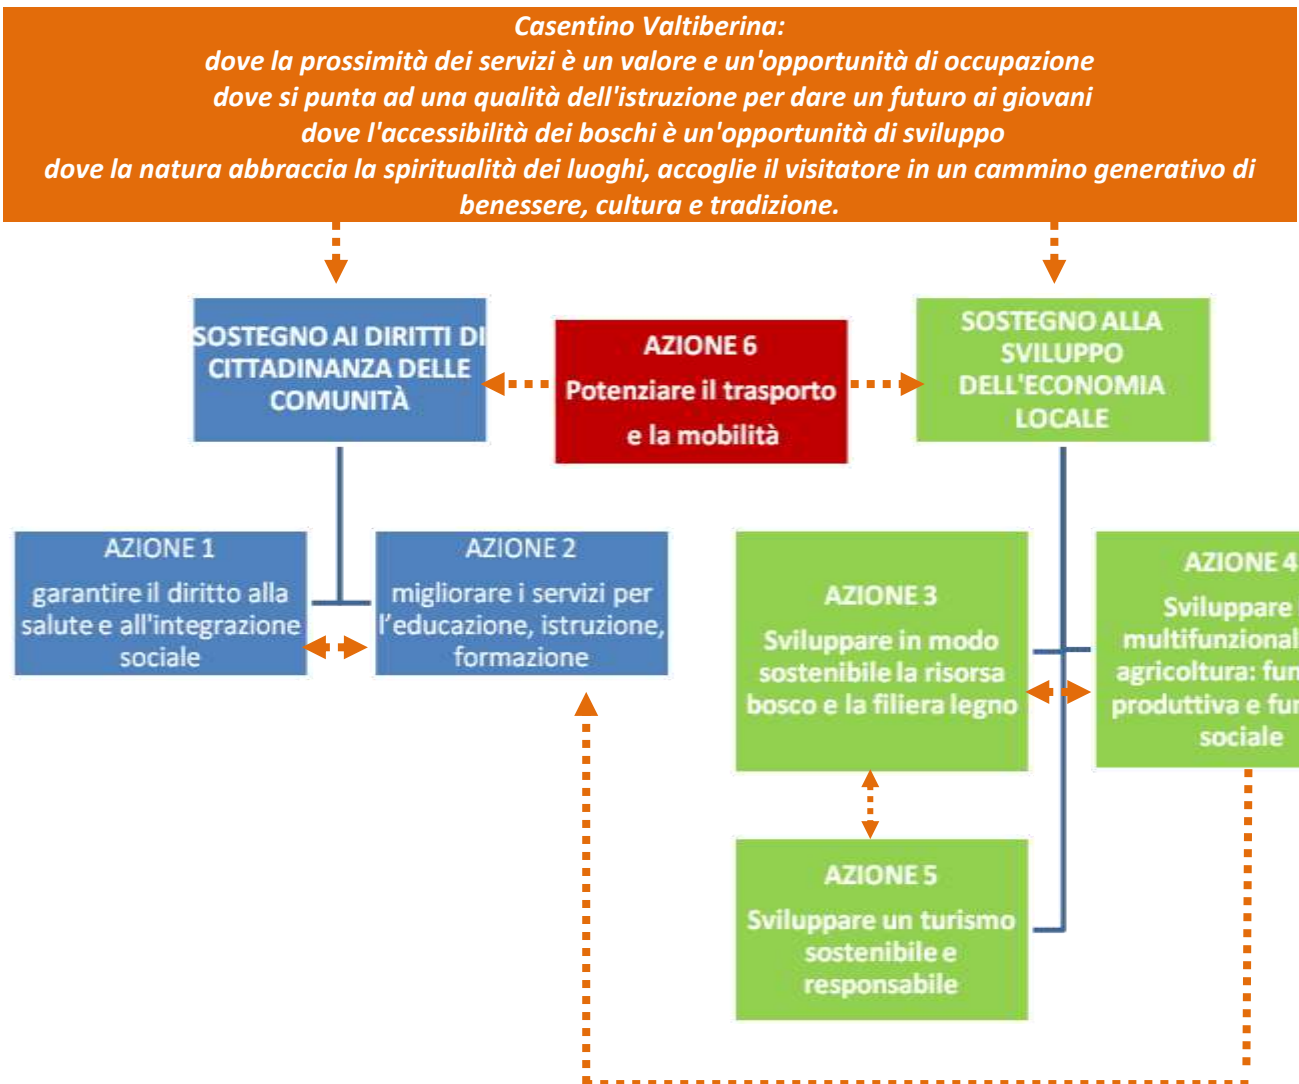 Casentino Valtiberina:
dove la prossimità dei servizi è un valore e un'opportunità di occupazione
dove si punta ad una qualità dell'istruzione per dare un futuro ai giovani
dove l'accessibilità dei boschi è un'opportunità di sviluppo
dove la natura abbraccia la spiritualità dei luoghi, accoglie il visitatore in un cammino generativo di
benessere, cultura e tradizione.
SOSTEGNO AI DIRITTI DI
CITTADINANZA DELLE
COMUNITÀ
AZIONE 6
Potenziare il trasporto
e la mobilità
SOSTEGNO ALLA
SVILUPPO
DELL'ECONOMIA
LOCALE
AZIONE 1
garantire il diritto alla
salute e all'integrazione
sociale
AZIONE 2
migliorare i servizi per
l’educazione, istruzione,
formazione
AZIONE 3
Sviluppare in modo
sostenibile la risorsa
bosco e la filiera legno
AZIONE 4
Sviluppare
multifunzional
agricoltura: fun
produttiva e fun
sociale
AZIONE 5
Sviluppare un turismo
sostenibile e
responsabile